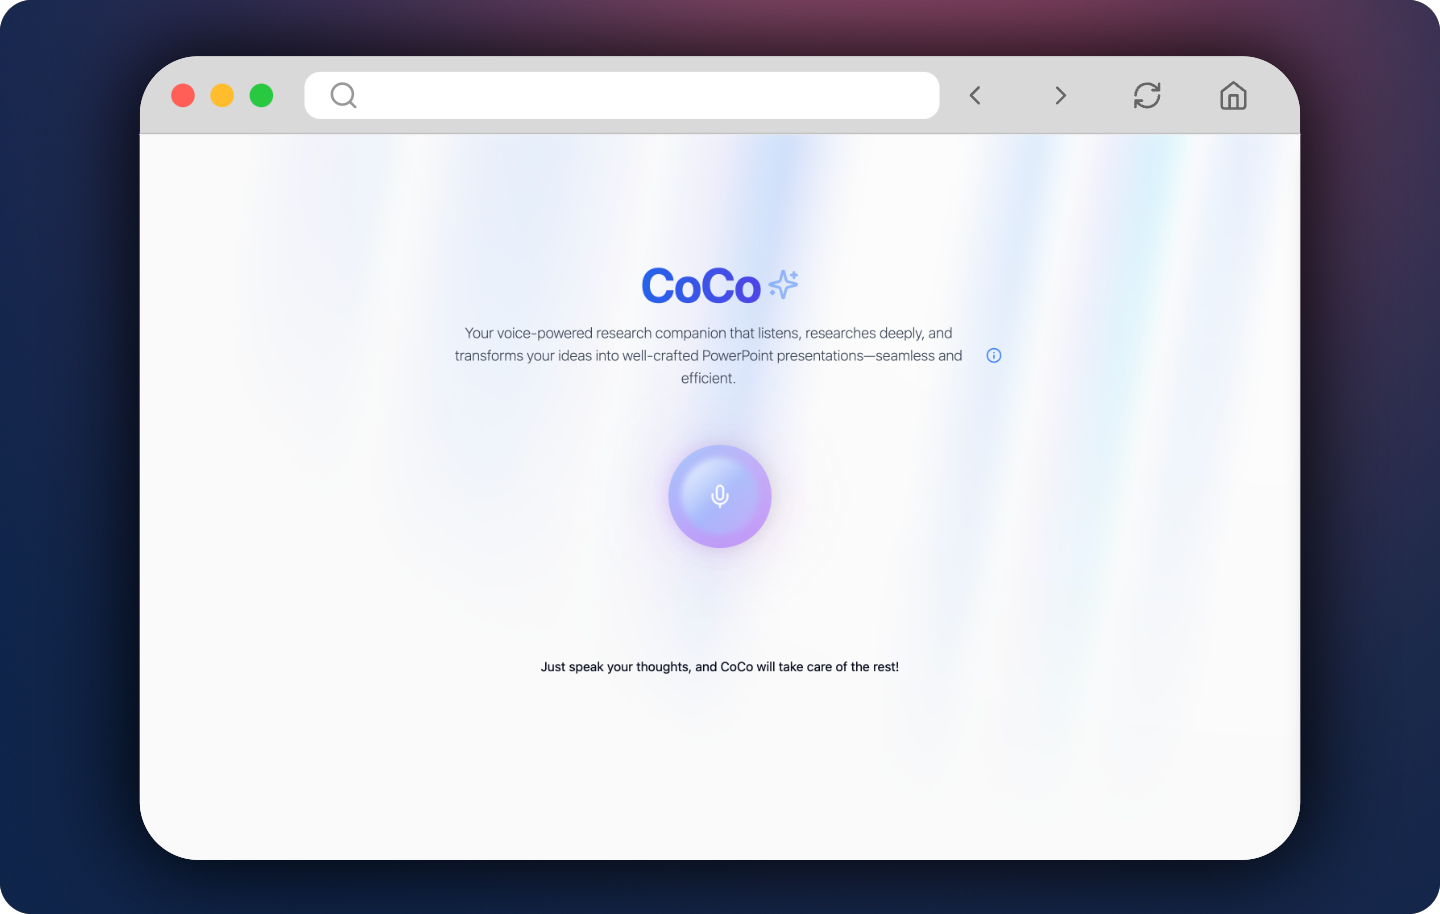 CoCo
Your voice-powered research companion that listens, researches deeply, and
transforms your ideas into well-crafted PowerPoint presentations—seamless and
efficient.
Just speak your thoughts, and CoCo will take care of the rest!